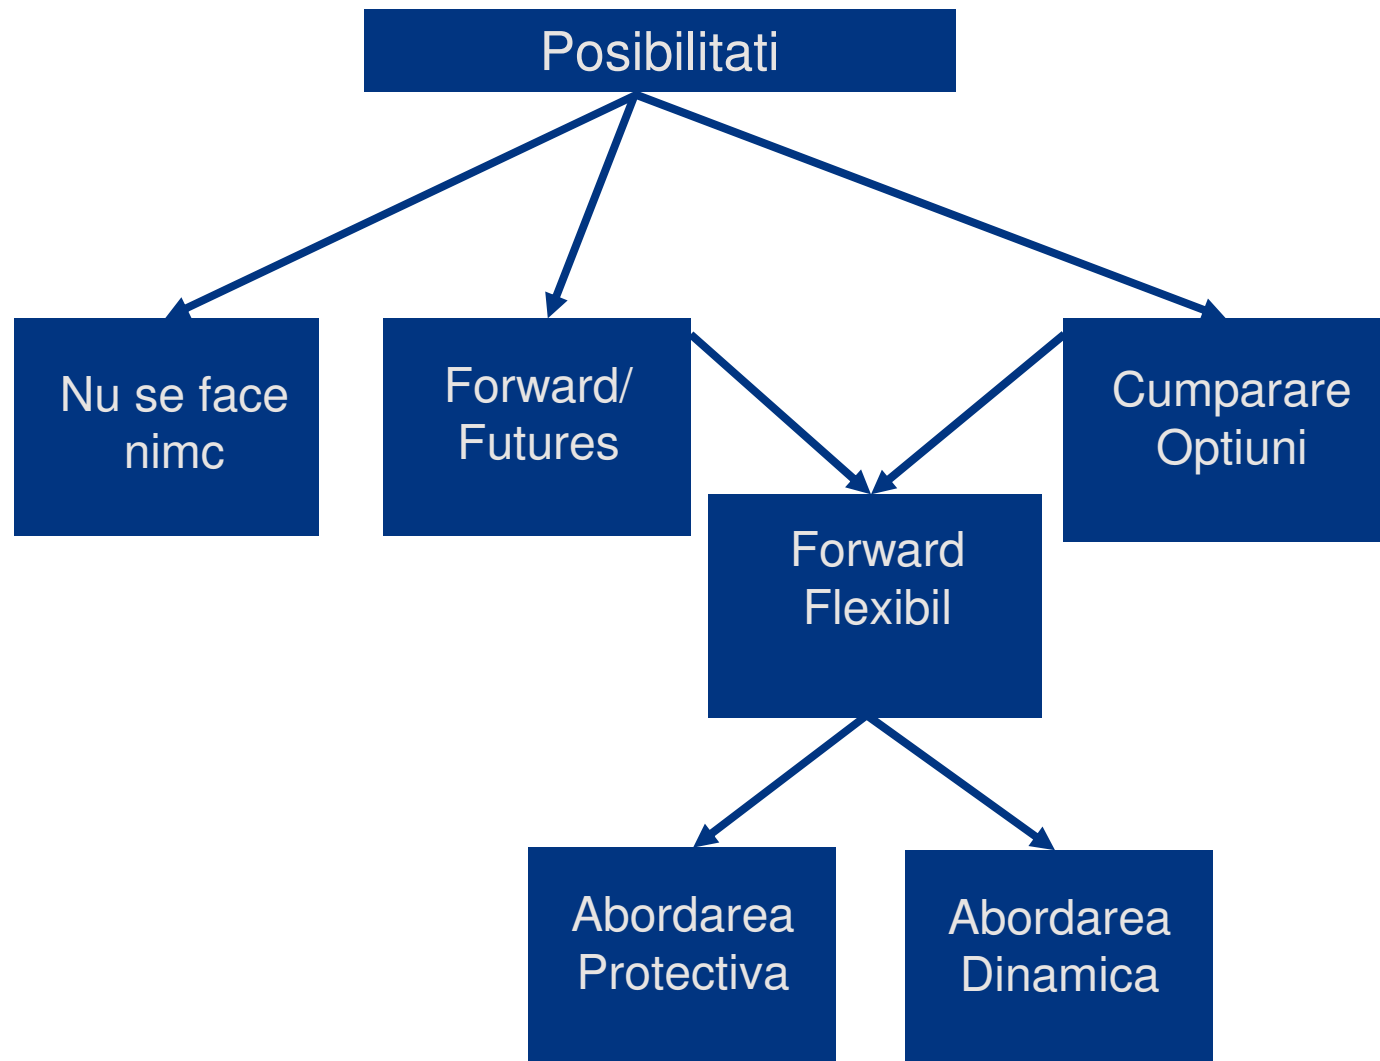 Posibilitati
Nu se face
nimc
Forward/
Futures
Cumparare
Optiuni
Forward
Flexibil
Abordarea
Protectiva
Abordarea
Dinamica